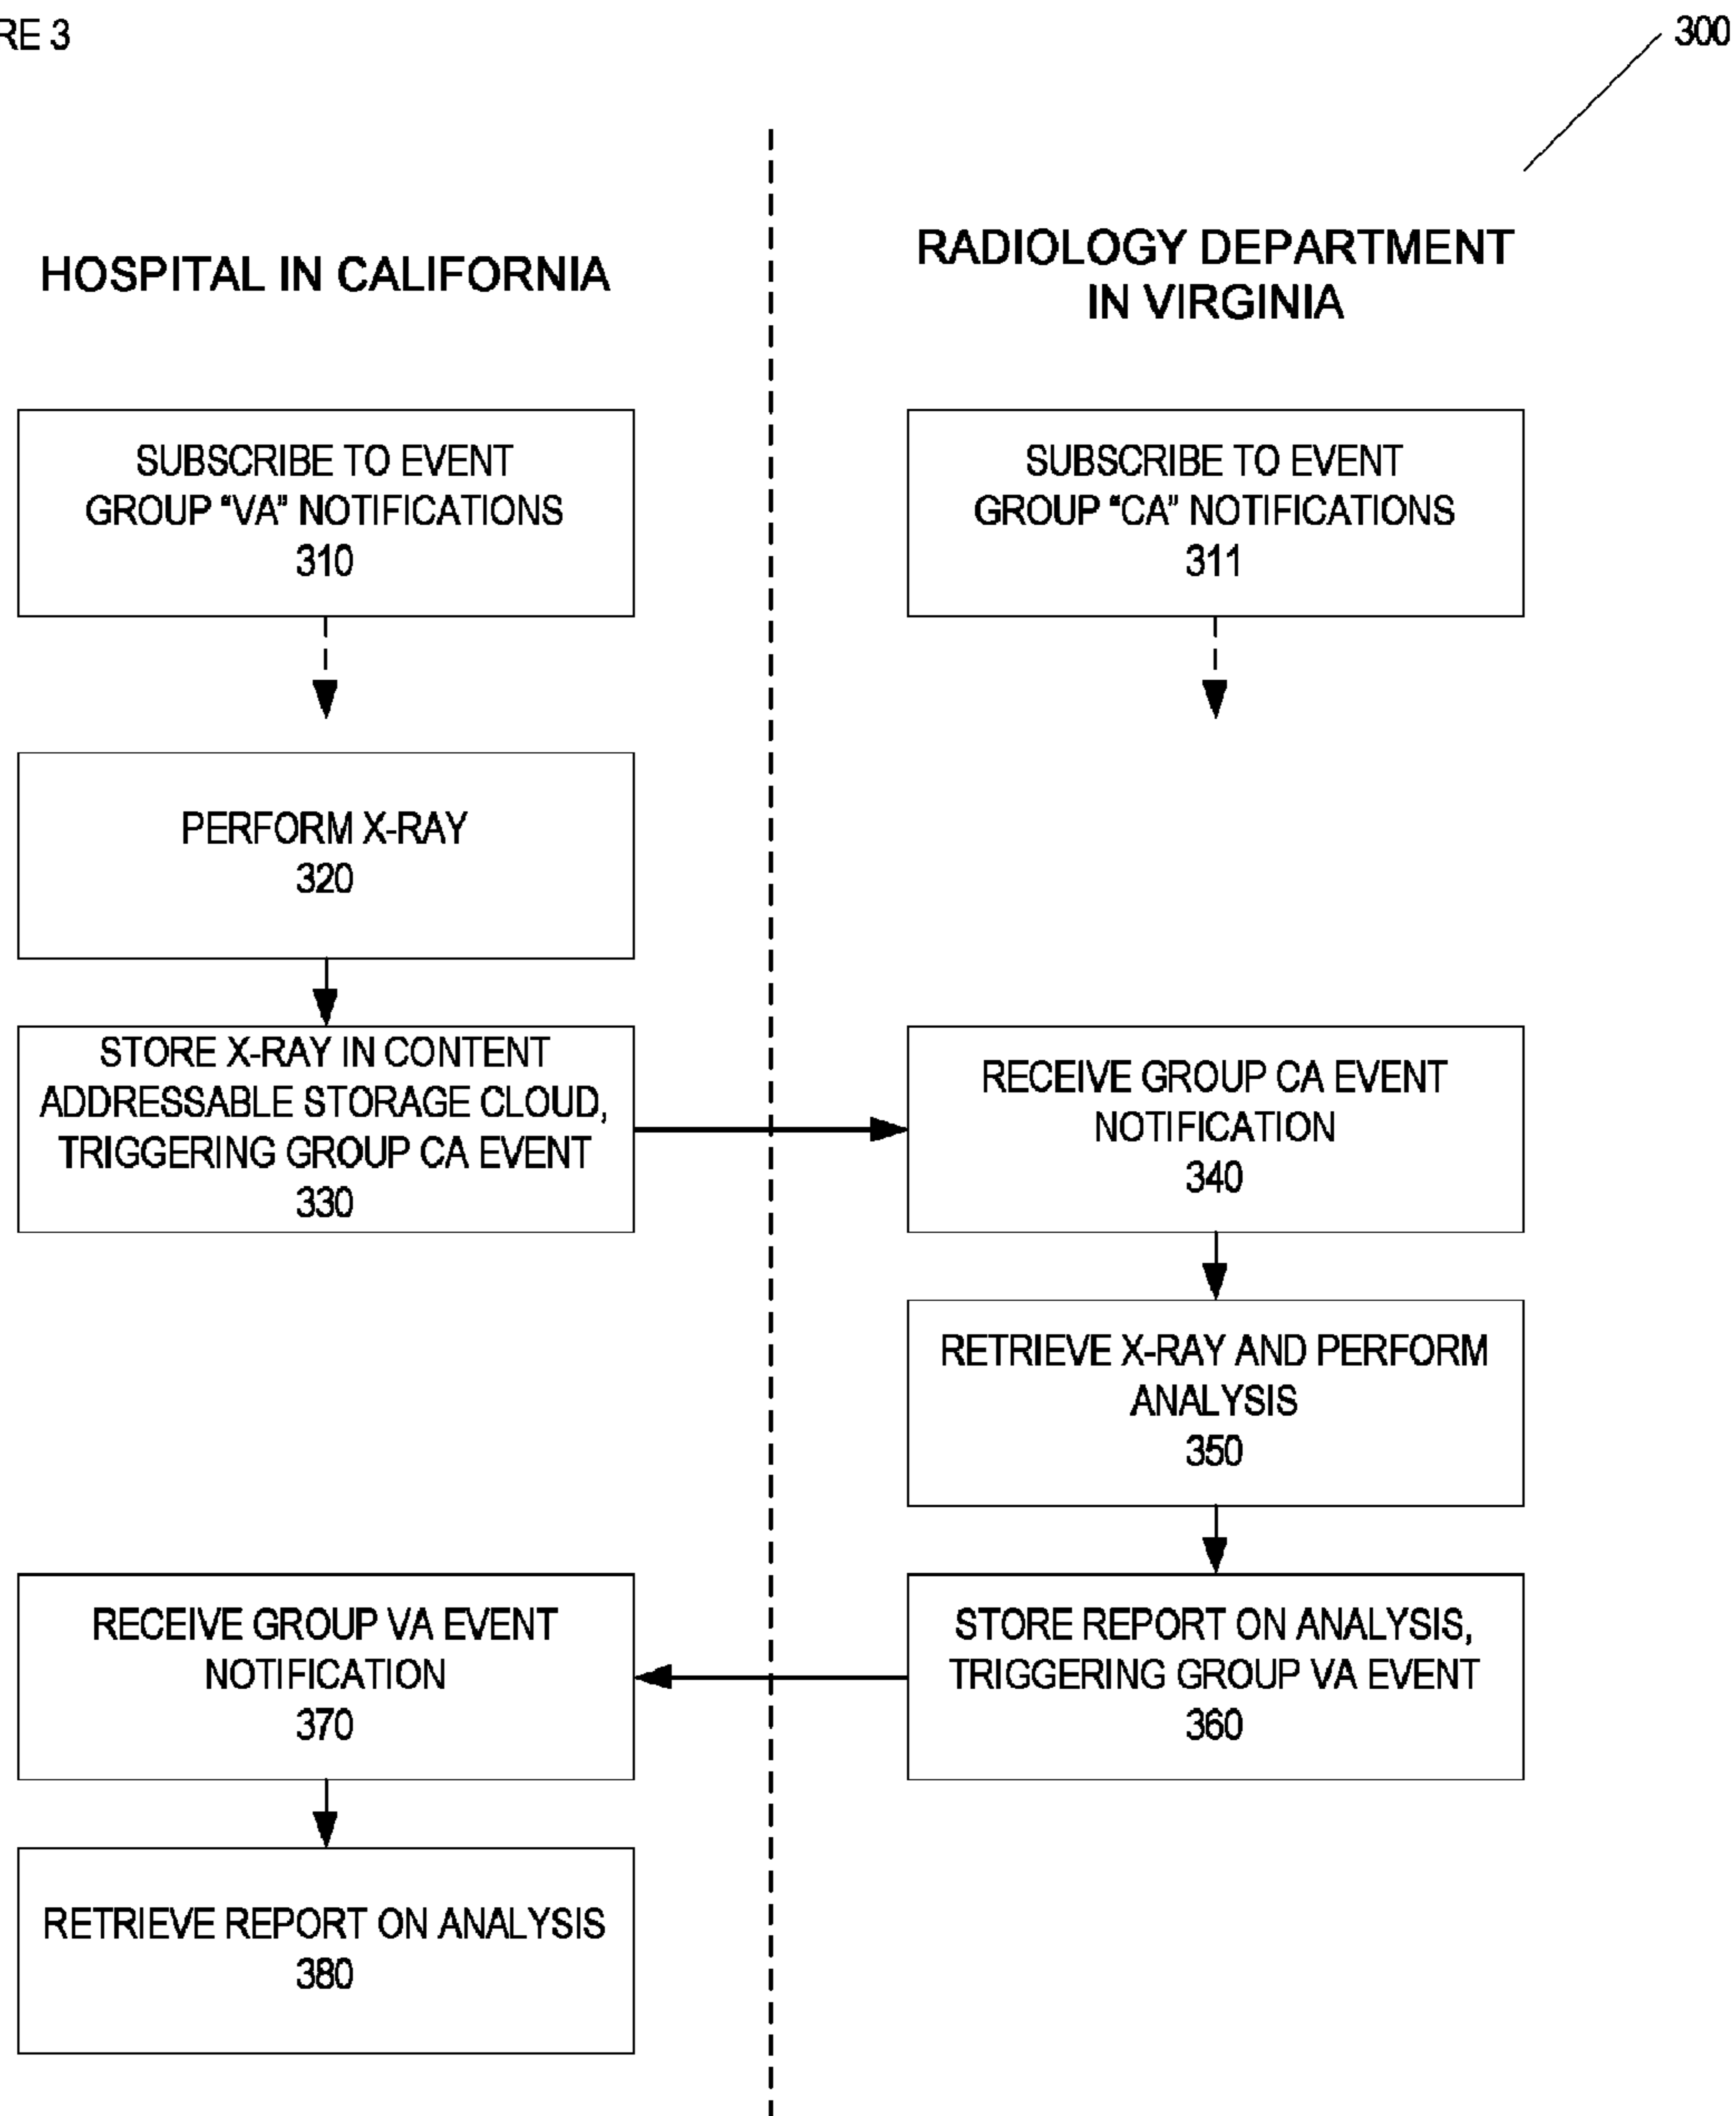 RE 3
300
HOSPITAL IN CALIFORNIA
RADIOLOGY DEPARTMENT
IN VIRGINIA
SUBSCRIBE TO EVENT
GROUP “VA” NOTIFICATIONS
310
SUBSCRIBE TO EVENT
GROUP “CA” NOTIFICATIONS
311
PERFORM X-RAY
320
STORE X-RAY IN CONTENT
ADDRESSABLE STORAGE CLOUD,
TRIGGERING GROUP CA EVENT
330
RECEIVE GROUP CA EVENT
NOTIFICATION
340
RETRIEVE X-RAY AND PERFORM
ANALYSIS
350
STORE REPORT ON ANALYSIS,
TRIGGERING GROUP VA EVENT
360
RECEIVE GROUP VA EVENT
NOTIFICATION
370
RETRIEVE REPORT ON ANALYSIS
380